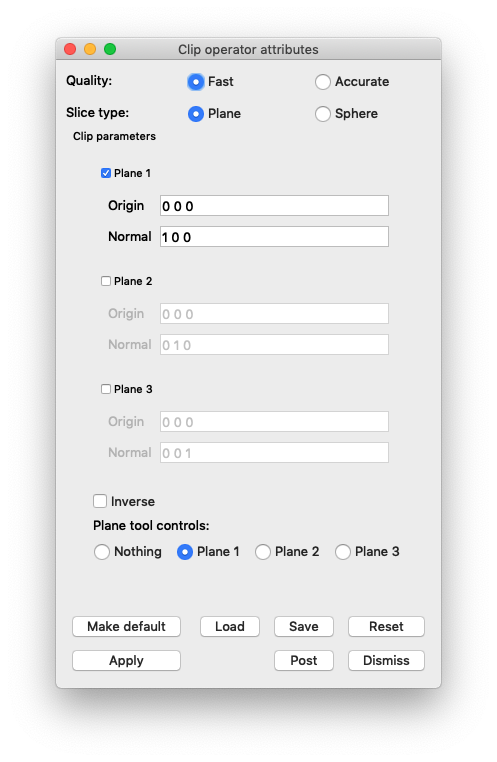 Clip operator attributes
Quality: Fast Accurate
Slice type: Plane Sphere
Clip parameters
Plane 1
Origin 0 0 0
Normal 1 0 0
Plane 2
Origin 0 0 0
Normal 0 1 0
Plane 3
Origin 0 0 0
Normal 0 0 1
Inverse
Plane tool controls:
Nothing Plane 1 Plane 2 Plane 3
Make default Load Save Reset
Apply Post Dismiss